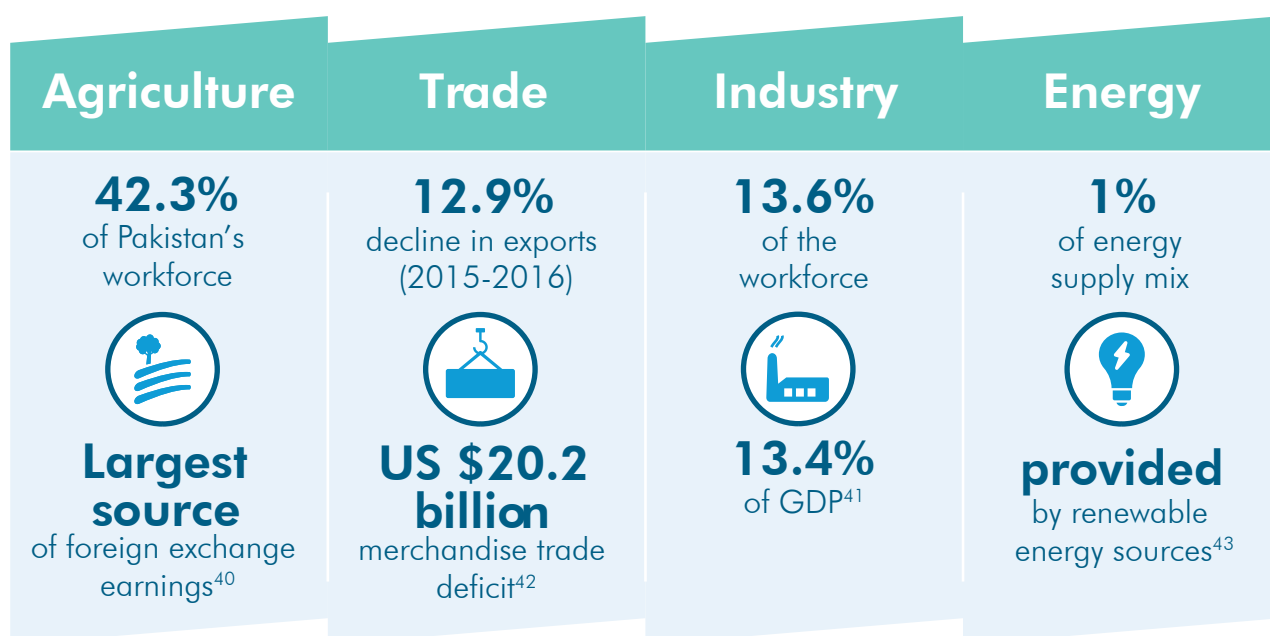 Agriculture
42.3%
of Pakistan's
workforce
Largest
source
of foreign exchange
earnings40
Trade
12.9%
decline in exports
(2015-2016)
US $20.2
billion
merchandise trade
deficit42
Industry
13.6%
of the
workforce
13.4%
of GDP41
Energy
1%
of energy
supply mix
provided
by renewable
energy sources43